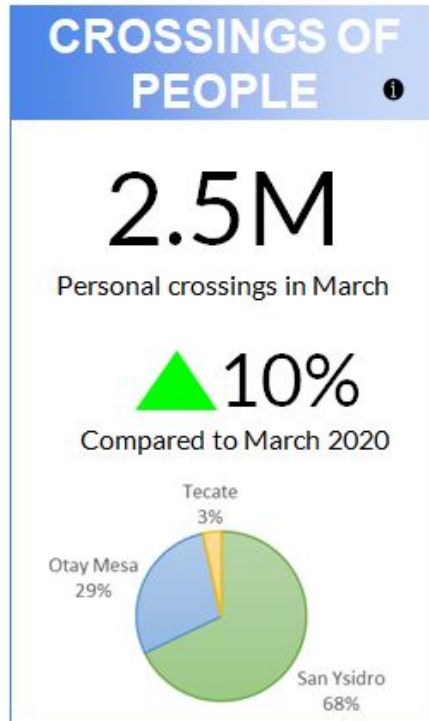 CROSSINGS OF
PEOPLE
2.5M
Personal crossings in March
10%
Compared to March 2020
Tecate
3%
Otay Mesa
29%
San Ysidro
68%